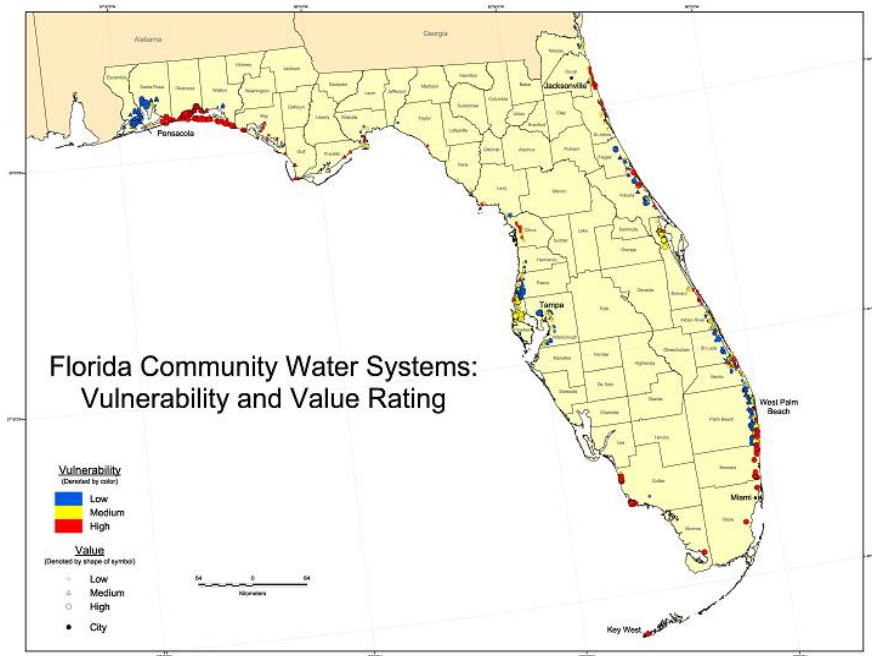 Alabama
Georgia
Escambia
Santa Rosa
Okaloosa
Walton
Holmes
Jackson
Washington
Bay
Calhoun
Gulf
Liberty
Franklin
Leon
Wakulla
Jefferson
Madison
Taylor
Hamilton
Suwannee
Lafayette
Dixie
Columbia
Baker
Union
Bradford
Gilchrist
Alachua
Levy
Nassau
Duval
Jacksonville
Clay
St Johns
Putnam
Flagler
Marion
Volusia
Pensacola
Citrus
Sumter
Lake
Seminole
Orange
Hernando
Pasco
Osceola
Brevard
Tampa
Polk
Indian River
Hillsborough
Manatee
Hardee
Highlands
Okeechobee
St Lucie
Martin
Sarasota
De Soto
Charlotte
Glades
Lee
Hendry
Palm Beach
West Palm
Beach
Collier
Broward
Miami
Monroe
Dade
Key West
Florida Community Water Systems:
Vulnerability and Value Rating
Vulnerability
(Denoted by color)
Low
Medium
High
Value
(Denoted by shape of symbol)
Low
Medium
High
City
64 0 64
Kilometers